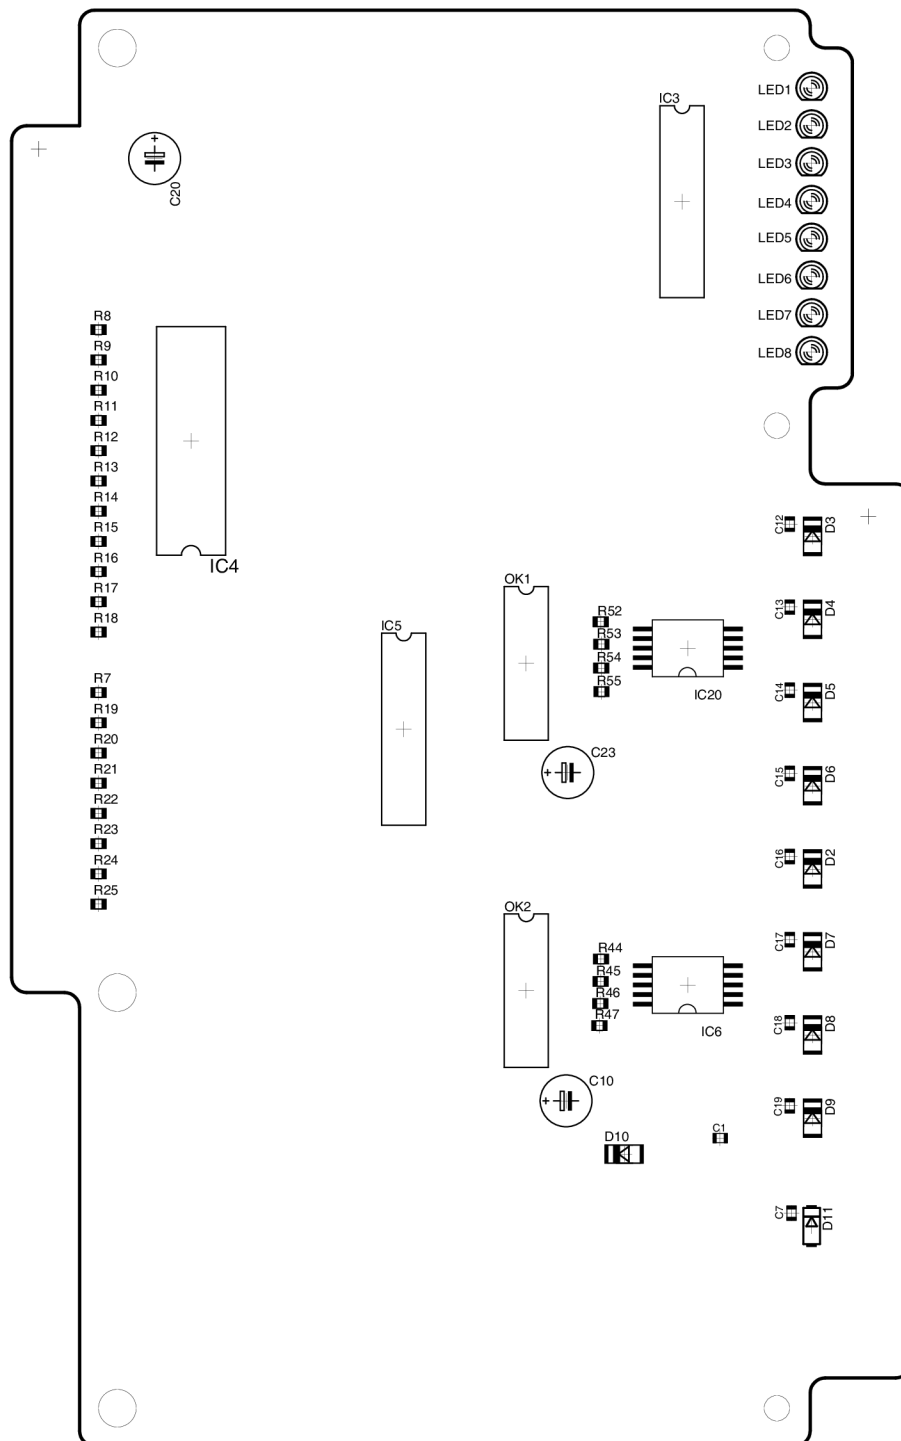 LED1
IC3
LED2
LED3
C20
LED4
LED5
LED6
LED7
R8
R9
LED8
R10
R11
R12
R13
R14
R15
C12
D3
R16
IC4
OK1
R17
R52
C13
D4
R18
IC5
R53
R54
R55
R7
IC20
C14
D5
R19
R20
C23
R21
C15
D6
R22
R23
R24
C16
D2
R25
OK2
R44
C17
D7
R45
R46
R47
IC6
C18
D8
C10
C19
D9
D10
C1
C7
D11